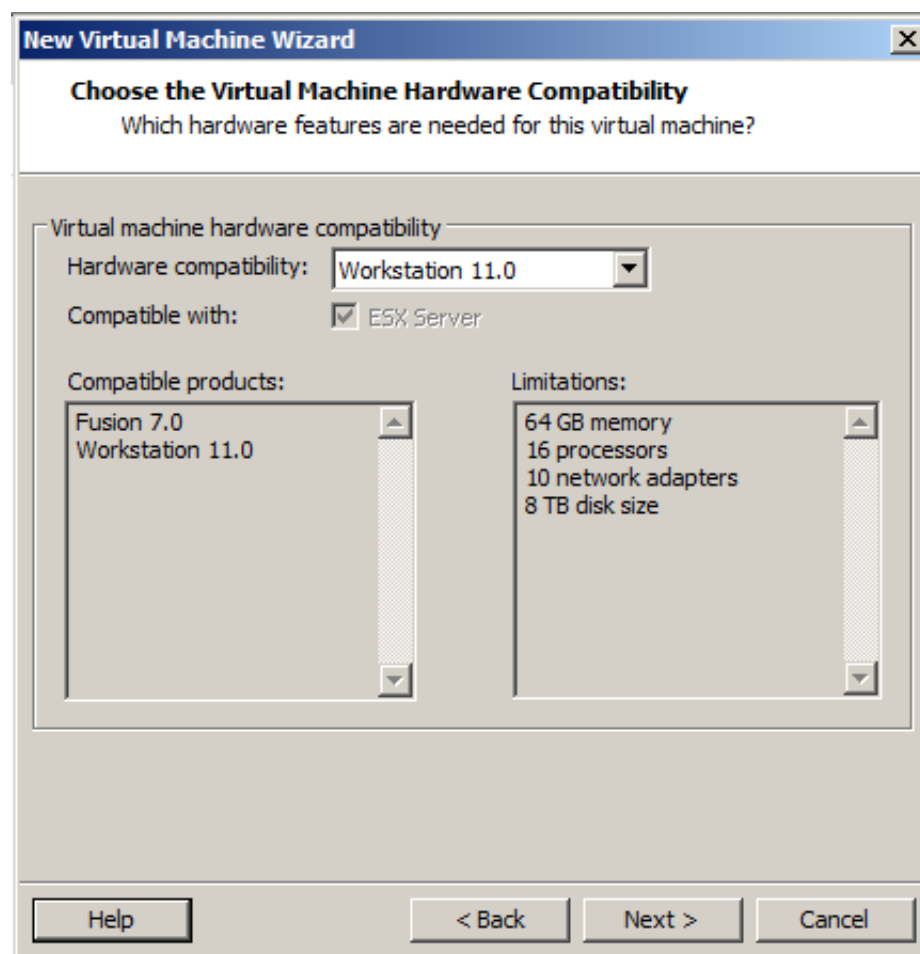 New Virtual Machine Wizard
Choose the Virtual Machine Hardware Compatibility
Which hardware features are needed for this virtual machine?
Virtual machine hardware compatibility
Hardware compatibility: Workstation 11.0
Compatible with: ESX Server
Compatible products:
Fusion 7.0
Workstation 11.0
Limitations:
64 GB memory
16 processors
10 network adapters
8 TB disk size
Help < Back Next > Cancel